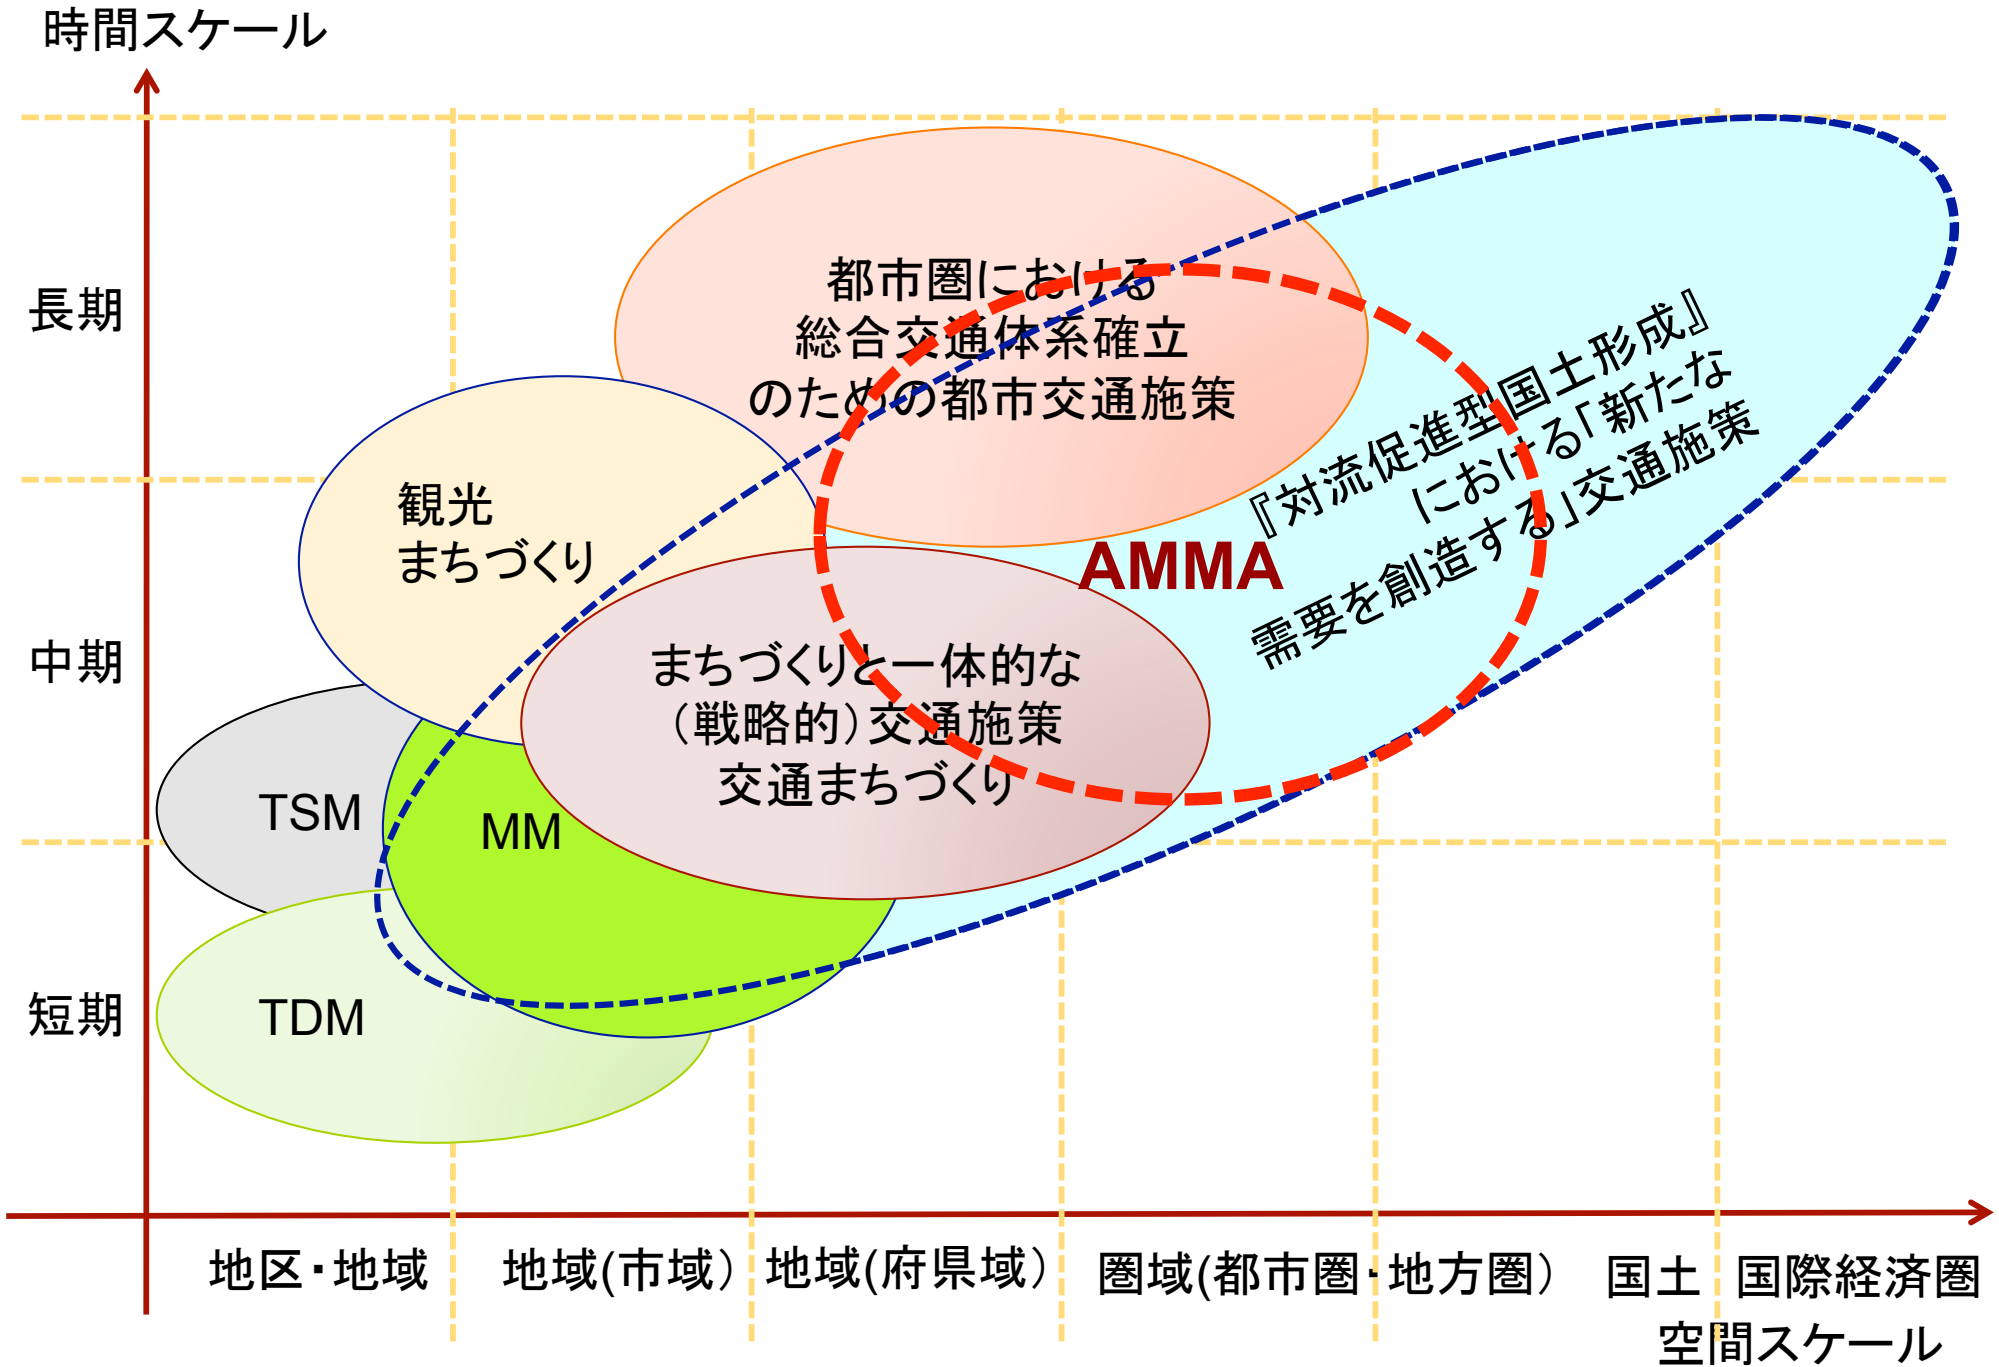 時間スケール
長期
中期
短期
都市圏における
総合交通体系確立
のための都市交通施策
『対流促進型国土形成』
における「新たな
需要を創造する」交通施策
観光
まちづくり
AMMA
まちづくりと一体的な
（戦略的）交通施策
交通まちづくり
TSM
MM
TDM
地区・地域
地域(市域）
地域(府県域）
圏域(都市圏・地方圏）
国土　国際経済圏
空間スケール